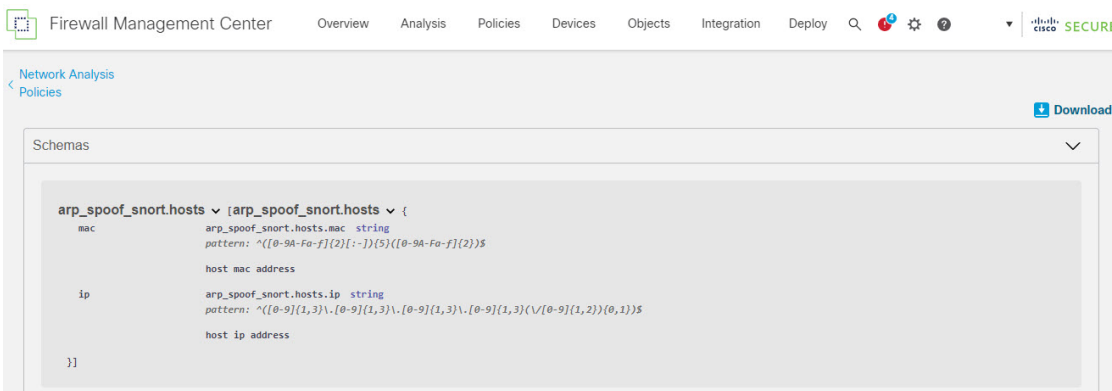 Firewall Management Center Overview Analysis Policies Devices Objects Integration Deploy 4 cisco SECURE
Network Analysis
Policies
Download
Schemas
arp_spoof_snort.hosts [arp_spoof_snort.hosts {
mac arp_spoof_snort.hosts.mac string
pattern: ^([0-9A-Fa-f]{2}[:-]){5}([0-9A-Fa-f]{2})$
host mac address
ip arp_spoof_snort.hosts.ip string
pattern: ^([0-9]{1,3}\.[0-9]{1,3}\.[0-9]{1,3}\.[0-9]{1,3}(\/[0-9]{1,2}){0,1})$
host ip address
}]